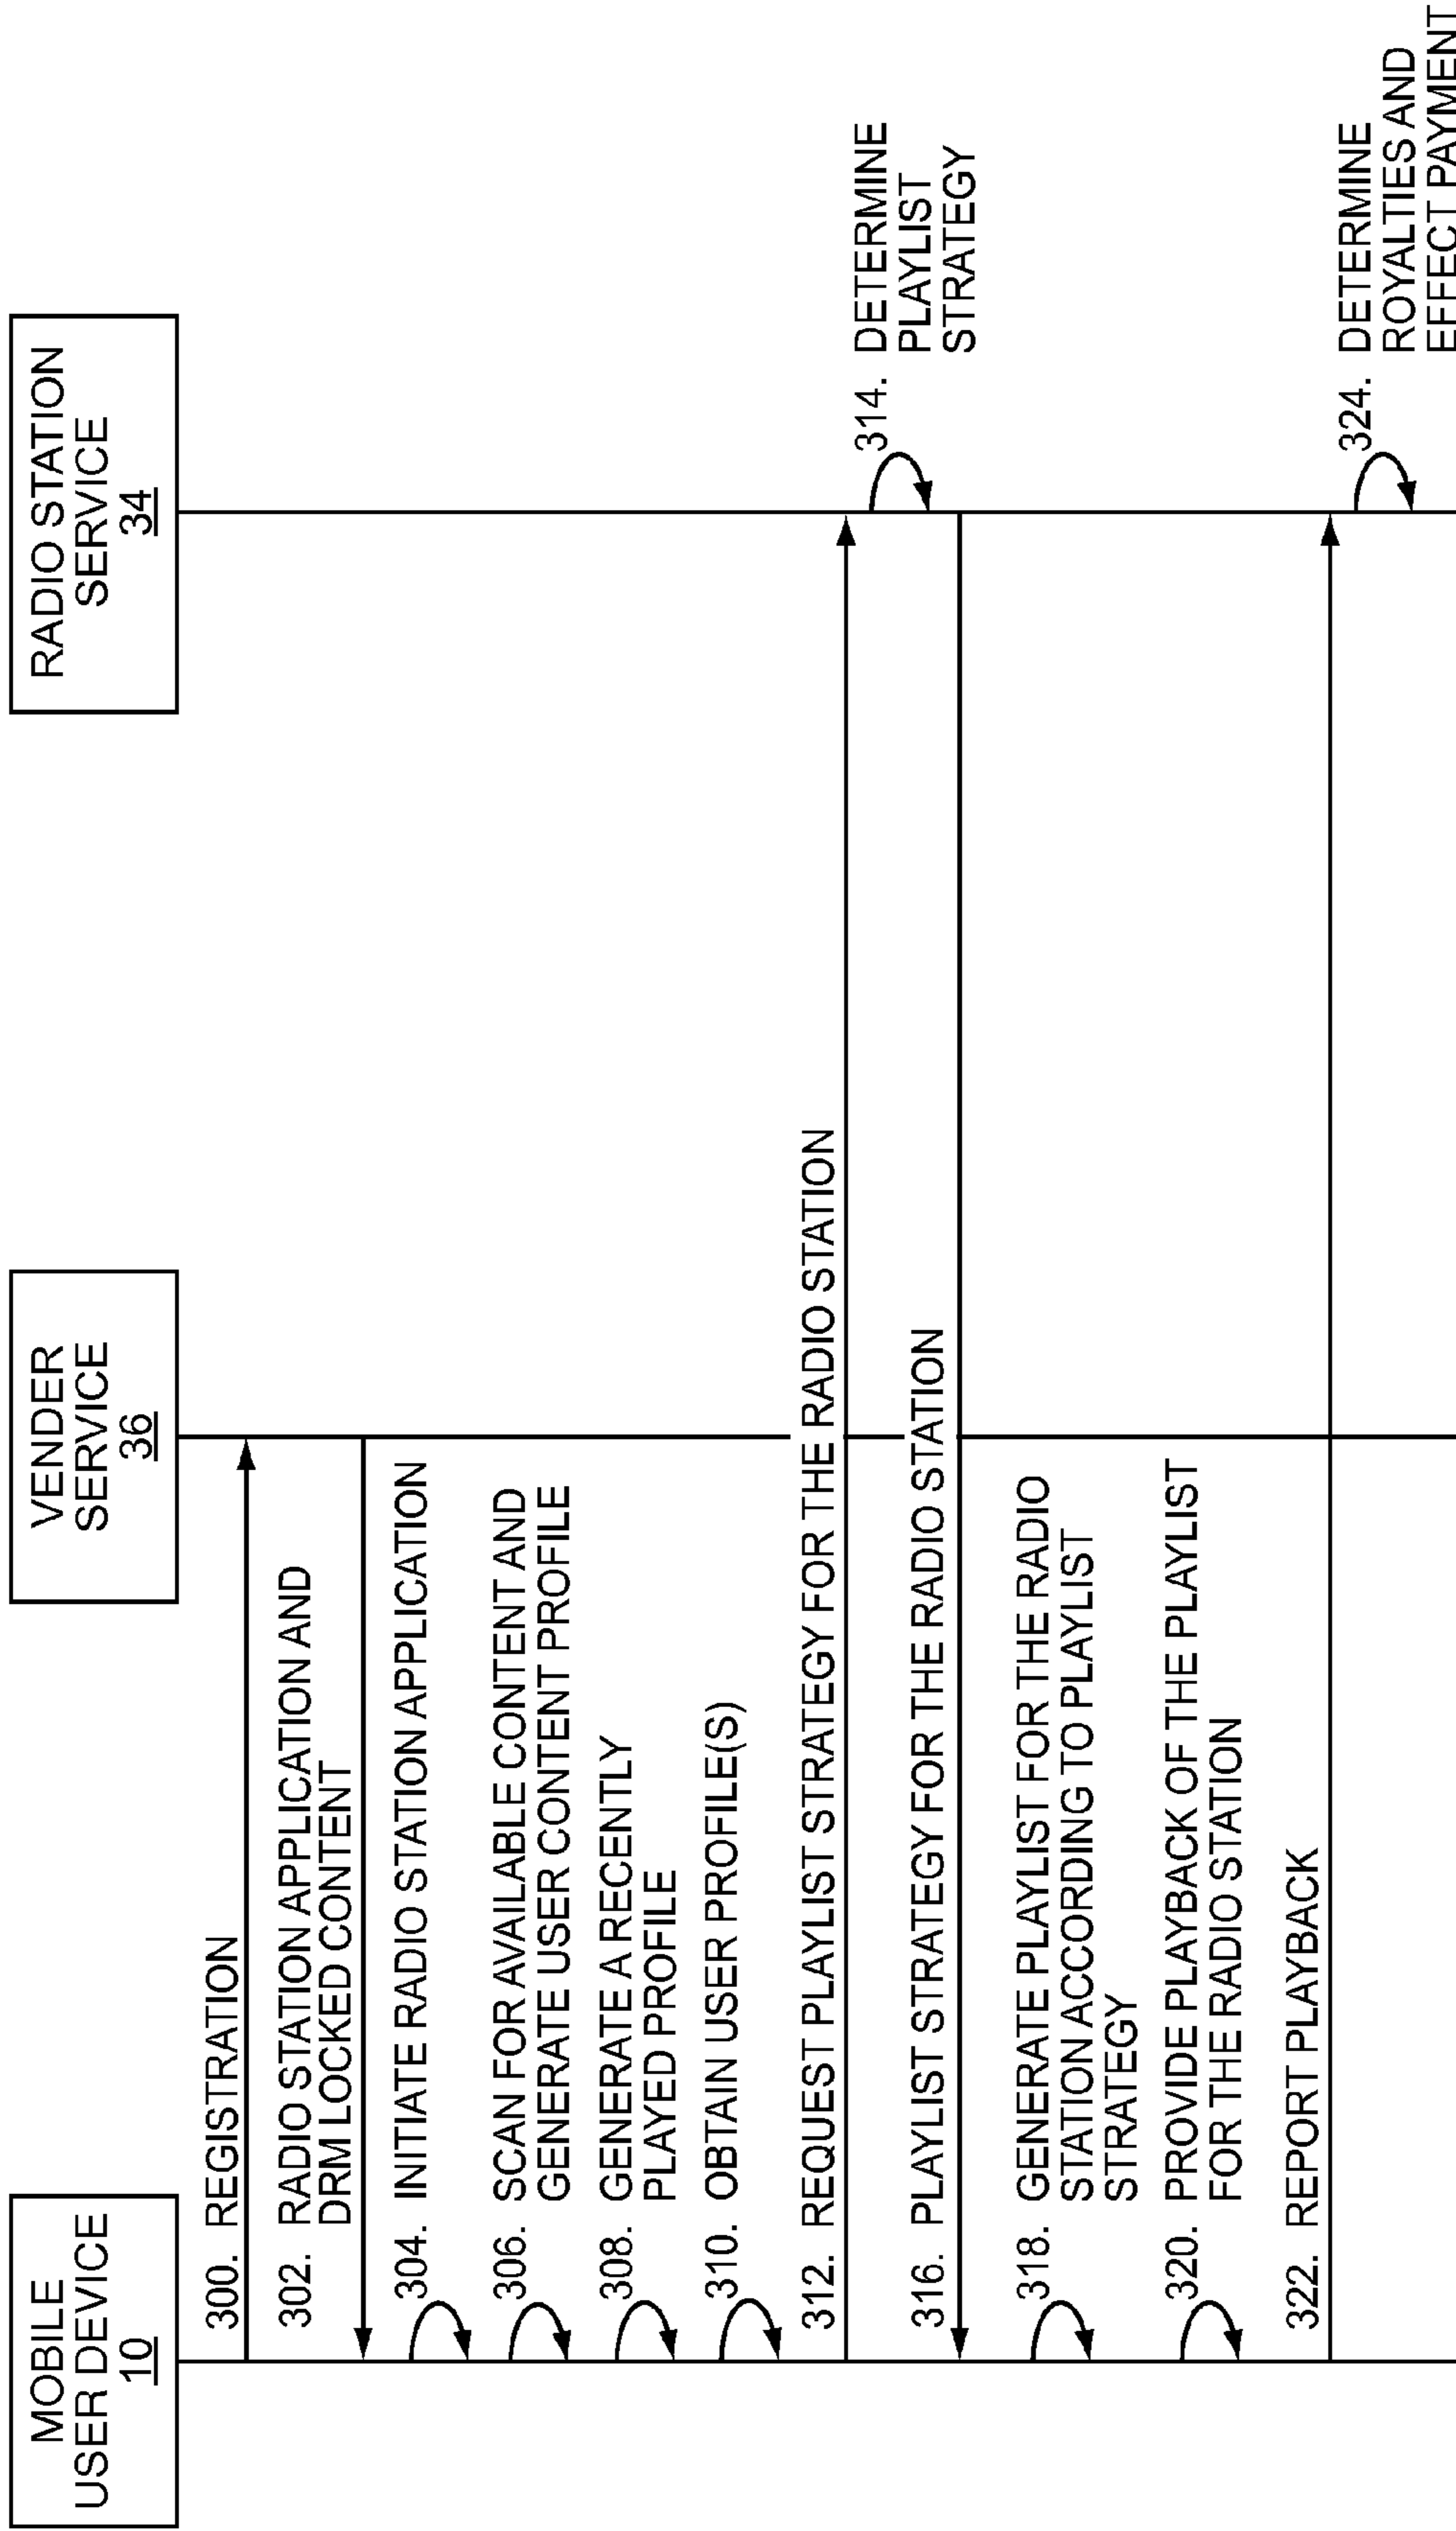 MOBILE
USER DEVICE
10
VENDER
SERVICE
36
RADIO STATION
SERVICE
34
300. REGISTRATION
302. RADIO STATION APPLICATION AND
DRM LOCKED CONTENT
304. INITIATE RADIO STATION APPLICATION
306. SCAN FOR AVAILABLE CONTENT AND
GENERATE USER CONTENT PROFILE
308. GENERATE A RECENTLY
PLAYED PROFILE
310. OBTAIN USER PROFILE(S)
312. REQUEST PLAYLIST STRATEGY FOR THE RADIO STATION
314. DETERMINE
PLAYLIST
STRATEGY
316. PLAYLIST STRATEGY FOR THE RADIO STATION
318. GENERATE PLAYLIST FOR THE RADIO
STATION ACCORDING TO PLAYLIST
STRATEGY
320. PROVIDE PLAYBACK OF THE PLAYLIST
FOR THE RADIO STATION
322. REPORT PLAYBACK
324. DETERMINE
ROYALTIES AND
EFFECT PAYMENT